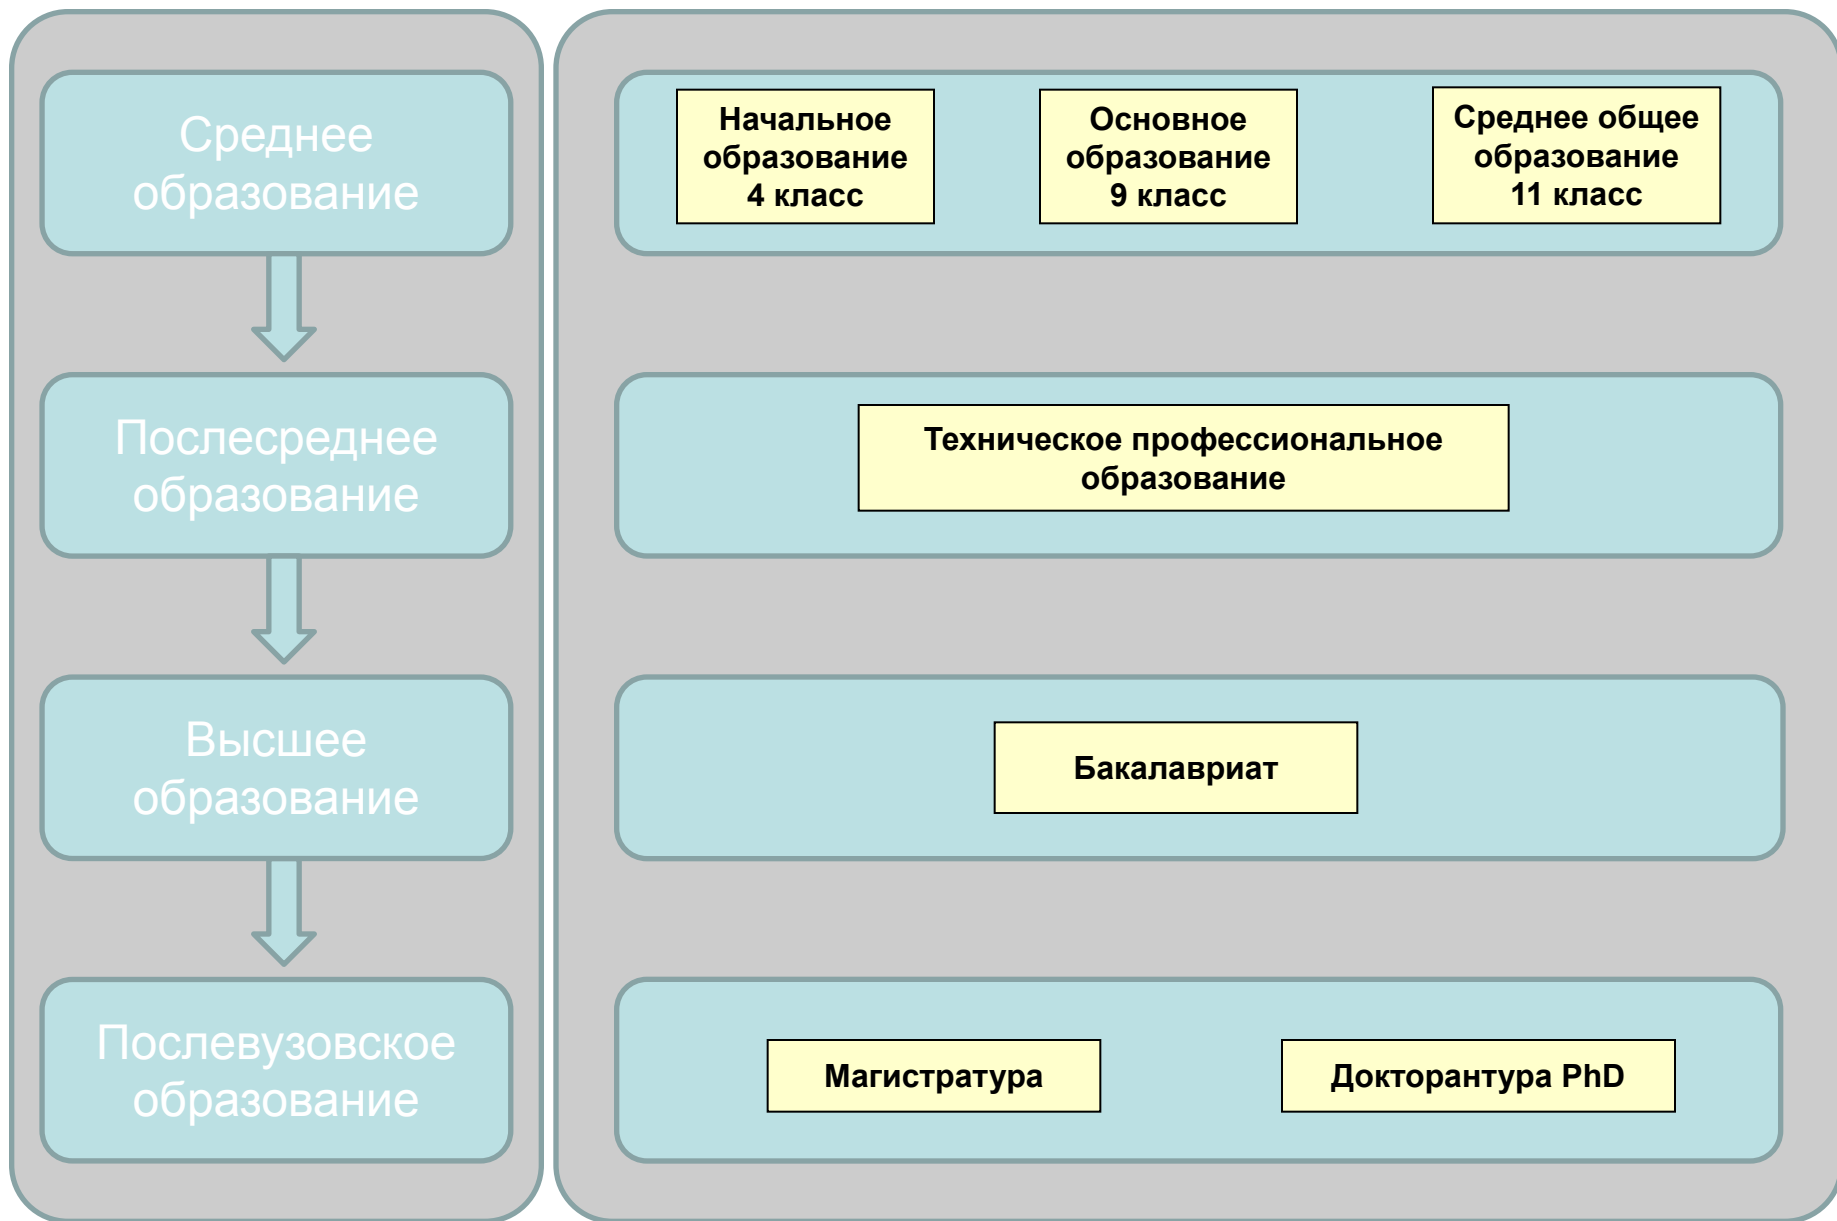 Среднее
образование
Начальное
образование
4 класс
Основное
образование
9 класс
Среднее общее
образование
11 класс
Послесреднее
образование
Техническое профессиональное
образование
Высшее
образование
Бакалавриат
Послевузовское
образование
Магистратура
Докторантура PhD